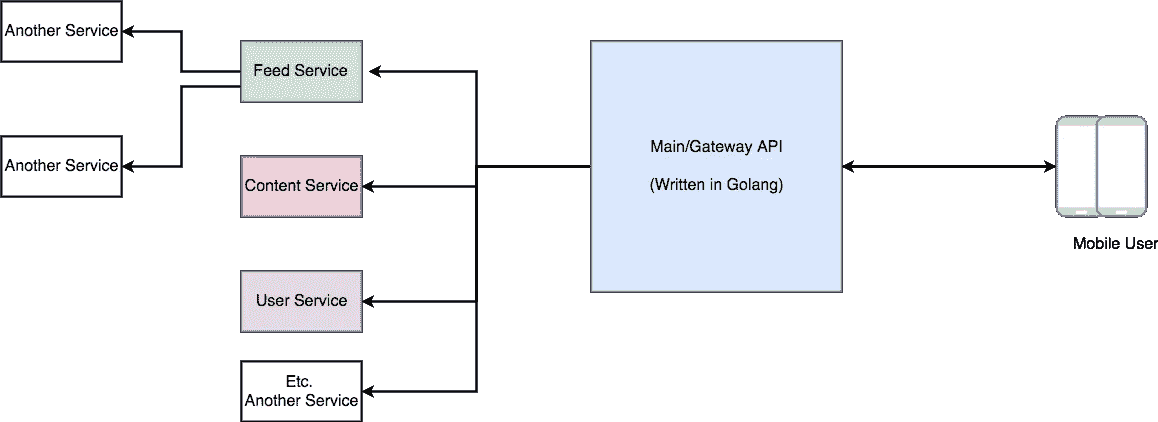 Another Service
Feed Service
Another Service
Content Service
User Service
Etc.
Another Service
Main/Gateway API
(Written in Golang)
Mobile User